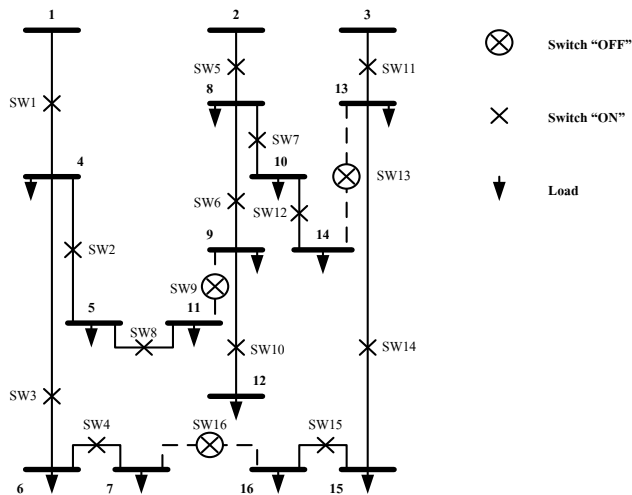 1 2 3
Switch “OFF”
SW5 SW11
8 13
SW1
Switch “ON”
SW7
4 10
SW13
Load
SW6
SW12
9 14
SW2
SW9
5 11
SW8
SW10 SW14
12
SW3
SW4 SW16 SW15
6 7 16 15